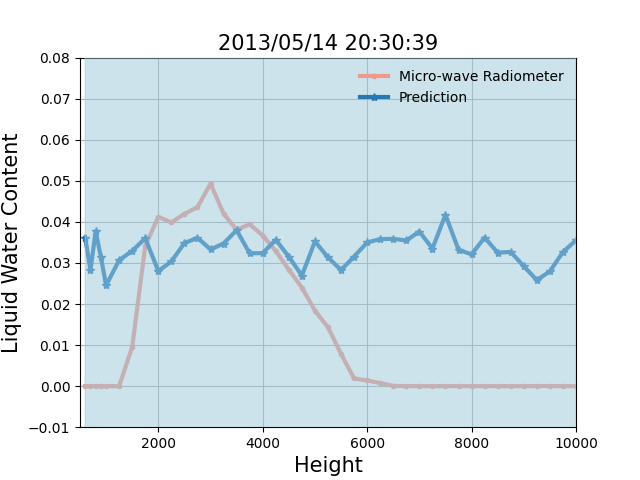 2013/05/14 20:30:39
Micro-wave Radiometer
Prediction
Liquid Water Content
0.08
0.07
0.06
0.05
0.04
0.03
0.02
0.01
0.00
−0.01
2000 4000 6000 8000 10000
Height